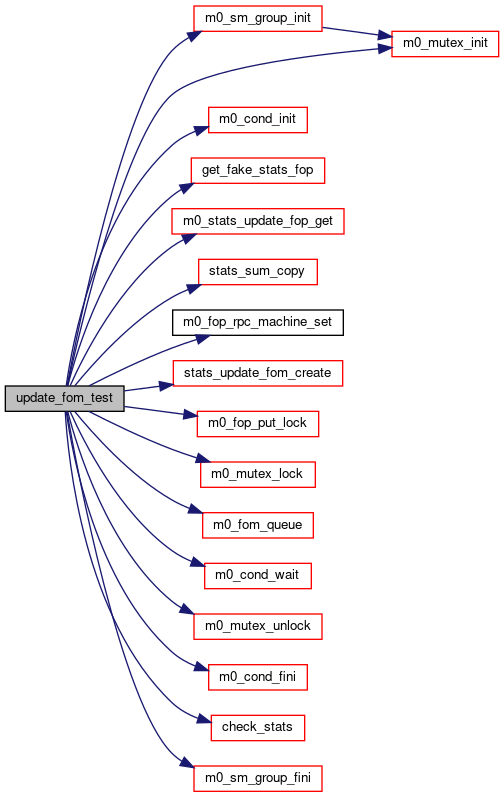 m0_sm_group_init
m0_mutex_init
m0_cond_init
get_fake_stats_fop
m0_stats_update_fop_get
stats_sum_copy
m0_fop_rpc_machine_set
stats_update_fom_create
update_fom_test
m0_fop_put_lock
m0_mutex_lock
m0_fom_queue
m0_cond_wait
m0_mutex_unlock
m0_cond_fini
check_stats
m0_sm_group_fini